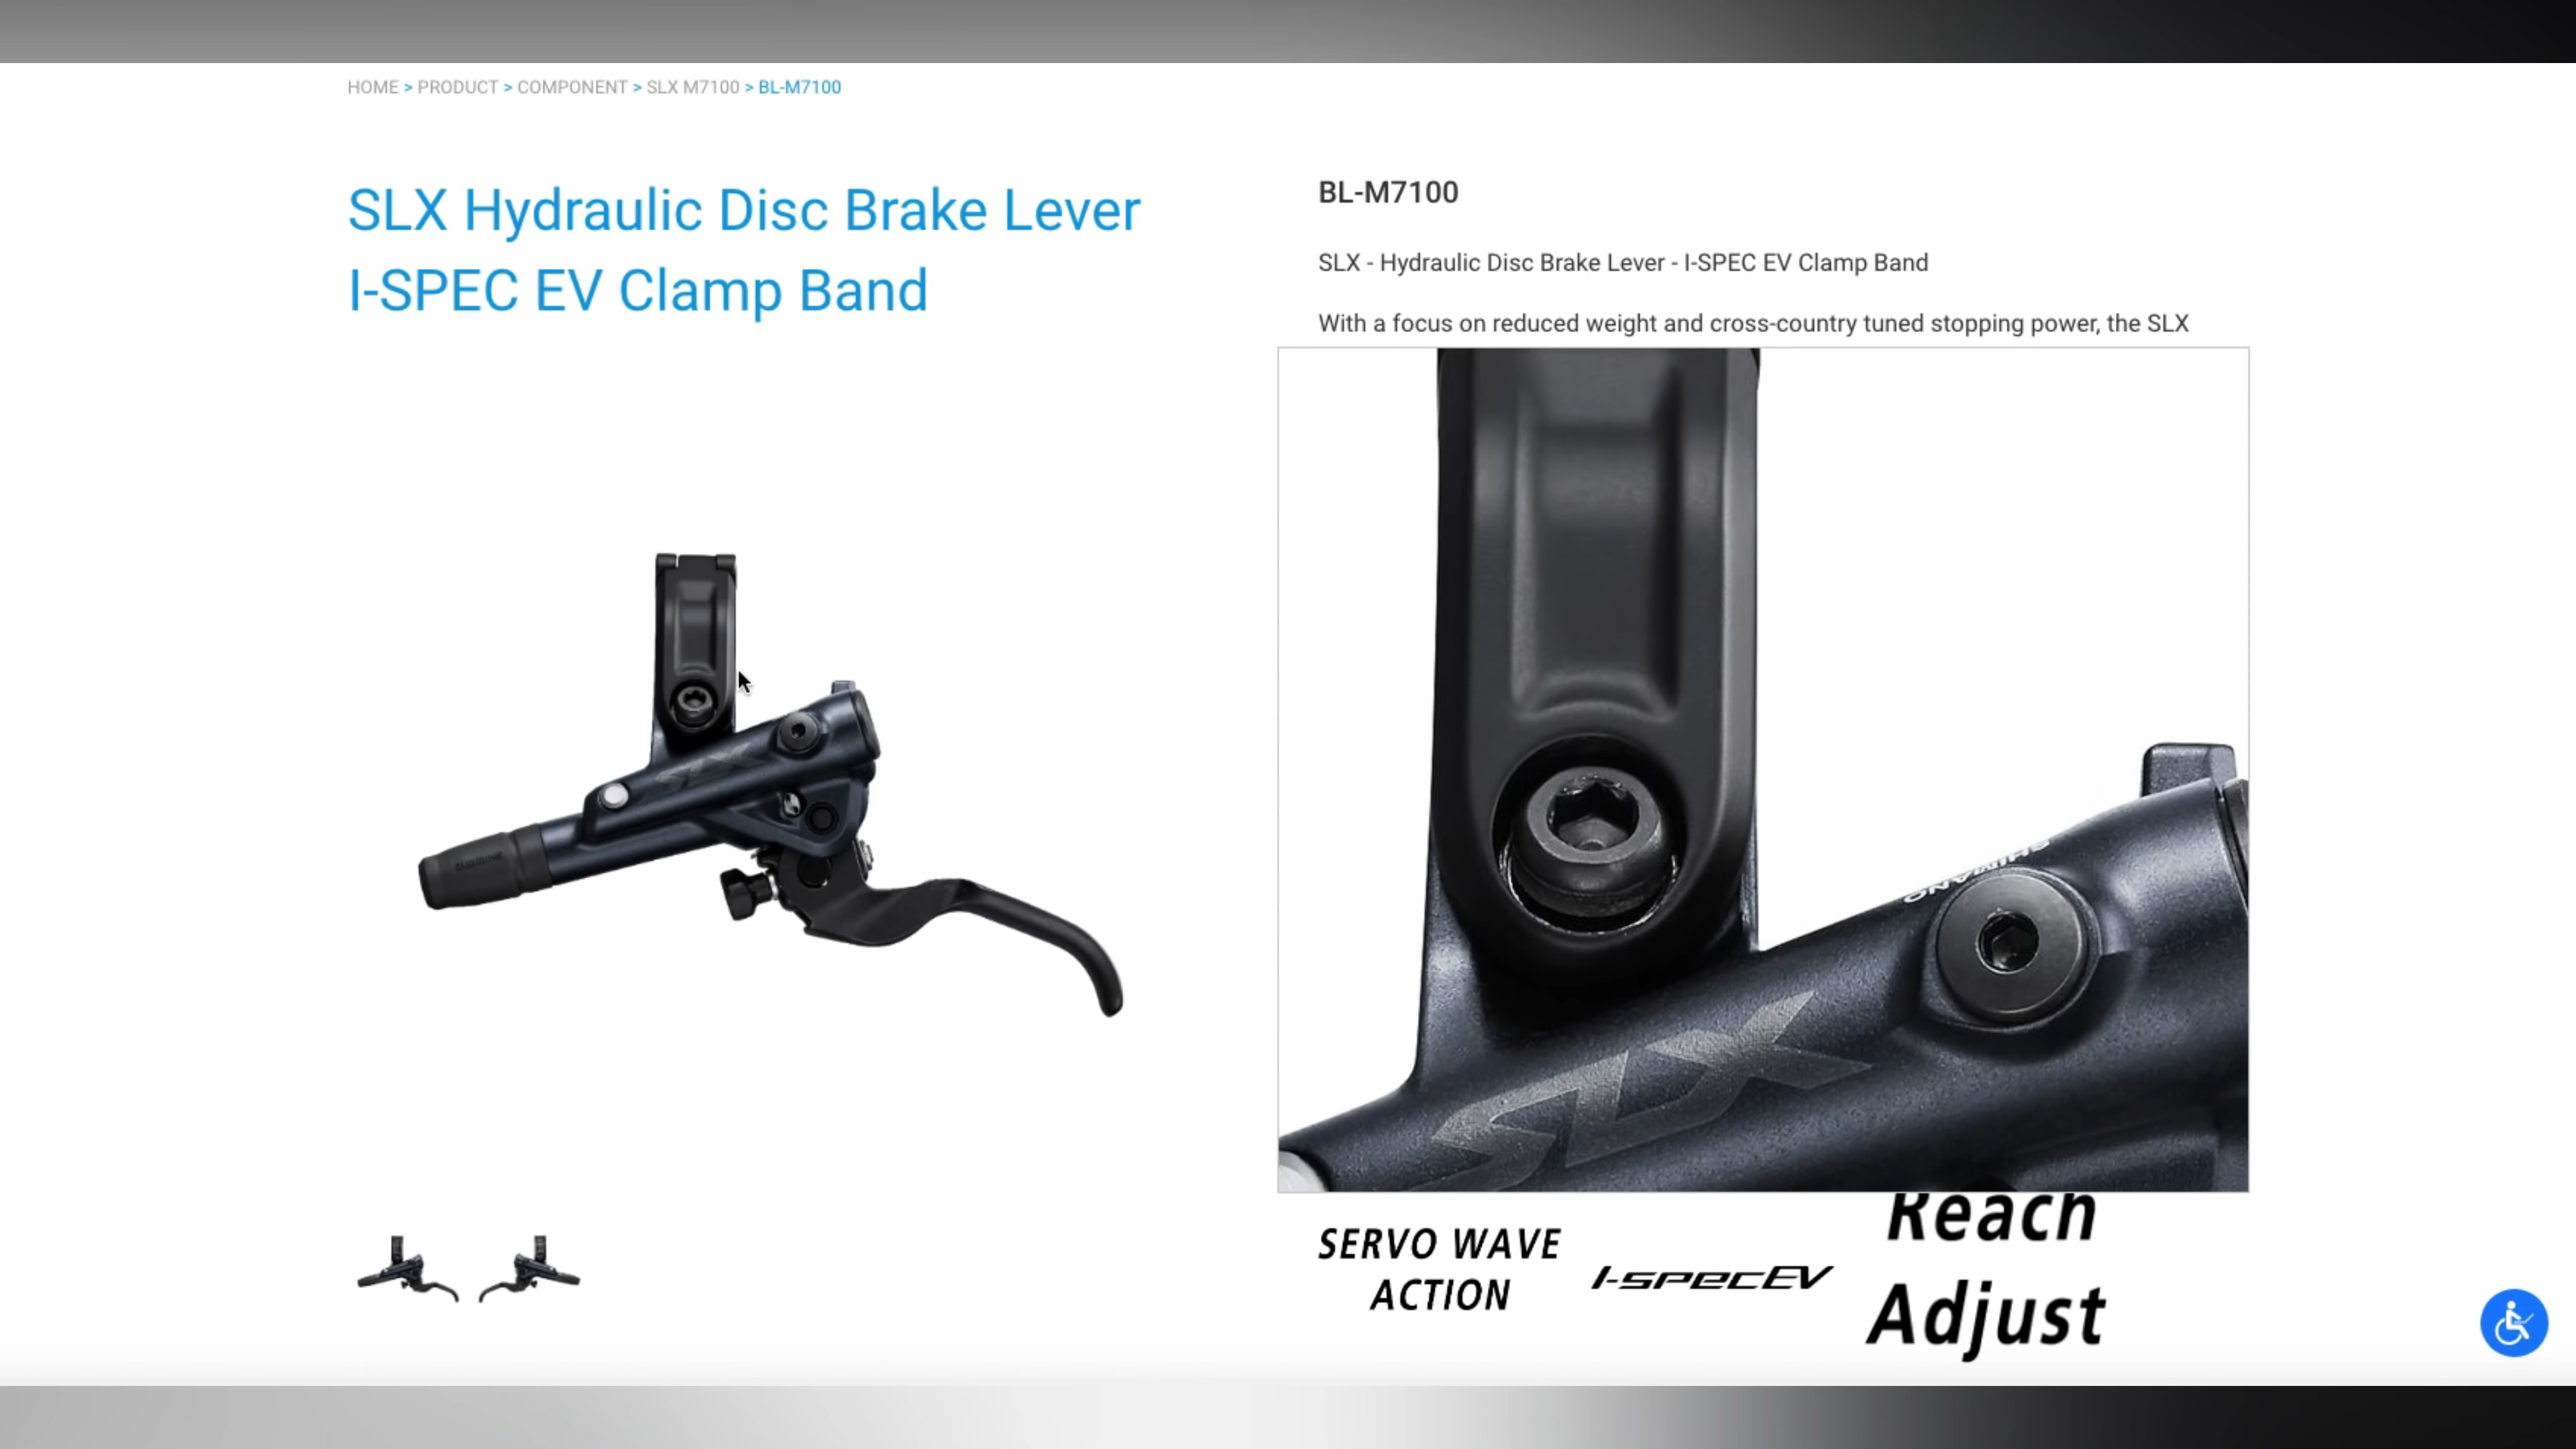 HOME > PRODUCT > COMPONENT > SLX M7100 > BL-M7100
SLX Hydraulic Disc Brake Lever
I-SPEC EV Clamp Band
BL-M7100
SLX - Hydraulic Disc Brake Lever - I-SPEC EV Clamp Band
With a focus on reduced weight and cross-country tuned stopping power, the SLX
SLX
SHIMANO
SLX
SERVO WAVE
ACTION
I-SPEC EV
Reach
Adjust